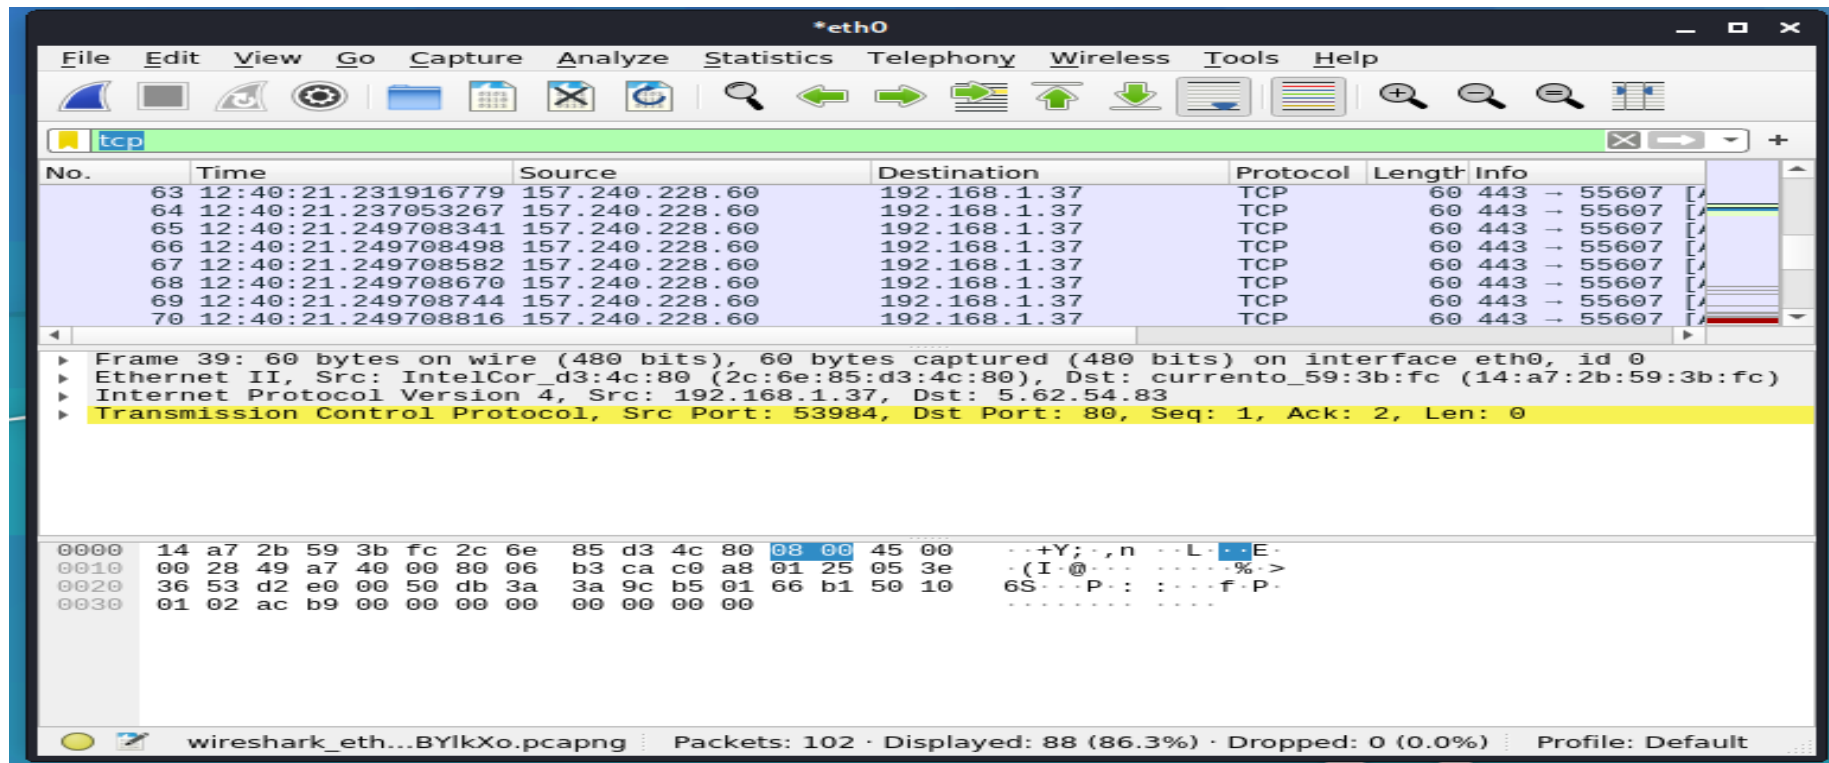 *eth0
File Edit View Go Capture Analyze Statistics Telephony Wireless Tools Help
tcp
No. Time Source Destination Protocol Length Info
63 12:40:21.231916779 157.240.228.60 192.168.1.37 TCP 60 443 → 55607 [A
64 12:40:21.237053267 157.240.228.60 192.168.1.37 TCP 60 443 → 55607 [A
65 12:40:21.249708341 157.240.228.60 192.168.1.37 TCP 60 443 → 55607 [A
66 12:40:21.249708498 157.240.228.60 192.168.1.37 TCP 60 443 → 55607 [A
67 12:40:21.249708582 157.240.228.60 192.168.1.37 TCP 60 443 → 55607 [A
68 12:40:21.249708670 157.240.228.60 192.168.1.37 TCP 60 443 → 55607 [A
69 12:40:21.249708744 157.240.228.60 192.168.1.37 TCP 60 443 → 55607 [A
70 12:40:21.249708816 157.240.228.60 192.168.1.37 TCP 60 443 → 55607 [A
Frame 39: 60 bytes on wire (480 bits), 60 bytes captured (480 bits) on interface eth0, id 0
Ethernet II, Src: IntelCor_d3:4c:80 (2c:6e:85:d3:4c:80), Dst: currento_59:3b:fc (14:a7:2b:59:3b:fc)
Internet Protocol Version 4, Src: 192.168.1.37, Dst: 5.62.54.83
Transmission Control Protocol, Src Port: 53984, Dst Port: 80, Seq: 1, Ack: 2, Len: 0
0000 14 a7 2b 59 3b fc 2c 6e 85 d3 4c 80 08 00 45 00 ··+Y;·,n ··L···E·
0010 00 28 49 a7 40 00 80 06 b3 ca c0 a8 01 25 05 3e ·(I·@··· ·····%·>
0020 36 53 d2 e0 00 50 db 3a 3a 9c b5 01 66 b1 50 10 6S···P·: :···f·P·
0030 01 02 ac b9 00 00 00 00 00 00 00 00 ········ ····
wireshark_eth...BYlkXo.pcapng Packets: 102 · Displayed: 88 (86.3%) · Dropped: 0 (0.0%) Profile: Default